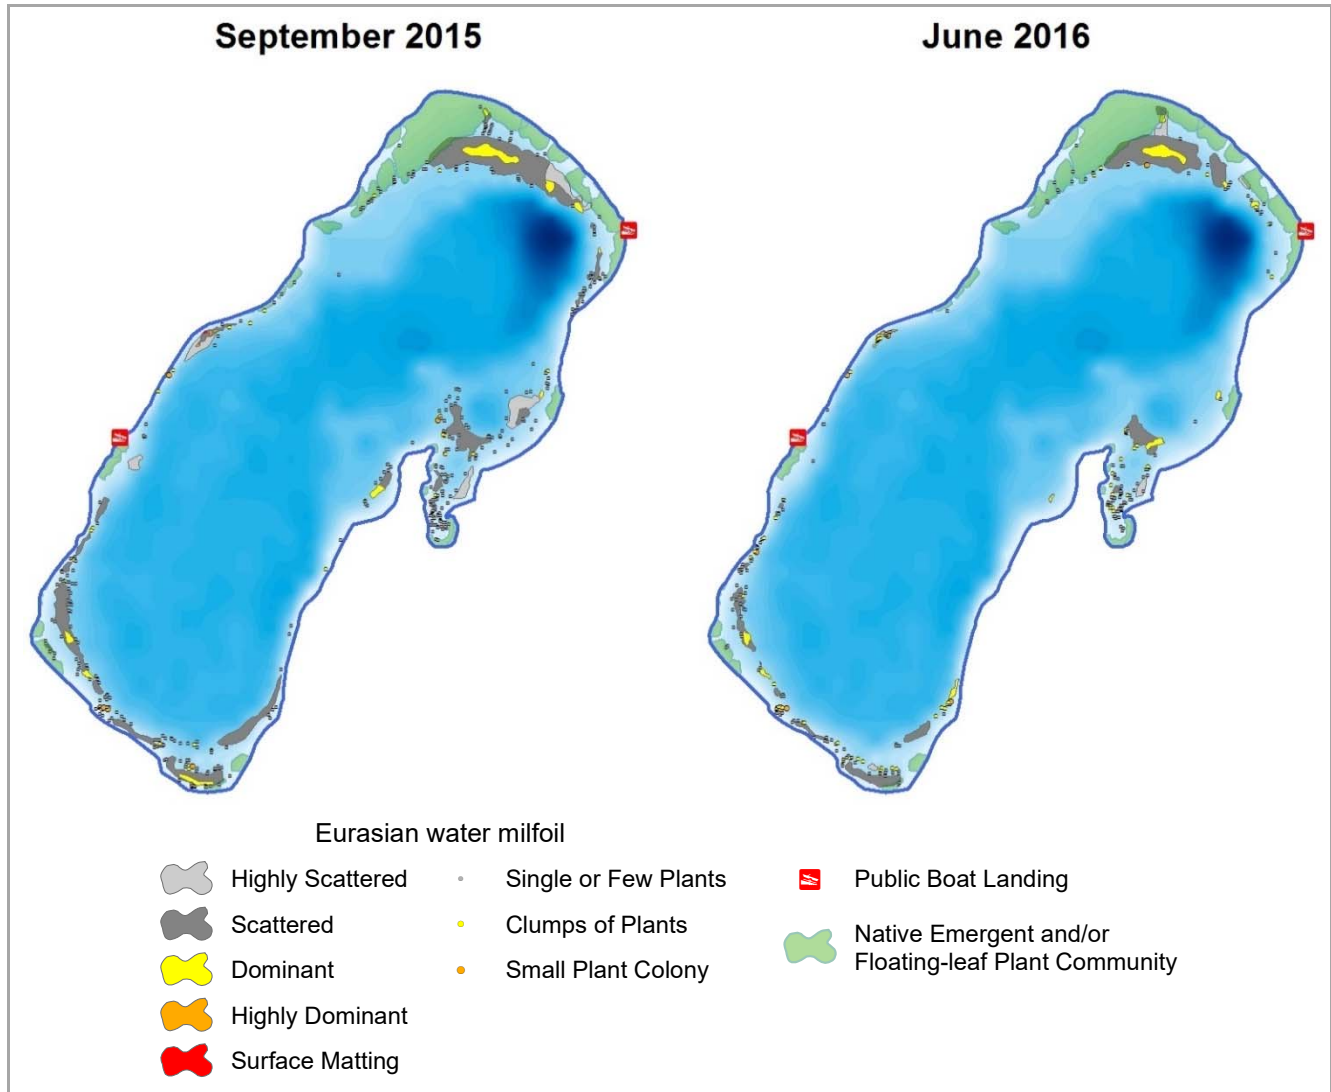 September 2015
June 2016
Eurasian water milfoil
Highly Scattered
Scattered
Dominant
Highly Dominant
Surface Matting
Single or Few Plants
Clumps of Plants
Small Plant Colony
Public Boat Landing
Native Emergent and/or
Floating-leaf Plant Community